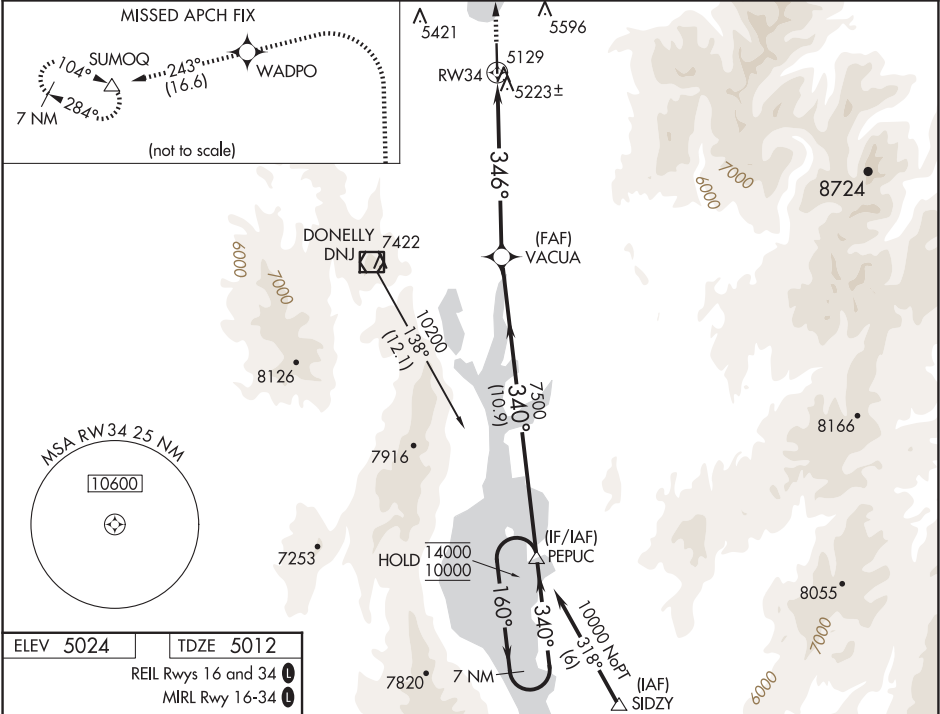 MISSED APCH FIX
SUMOQ
104°
243°
(16.6)
WADPO
284°
7 NM
(not to scale)
5421
5596
RW34
5129
5223±
346°
8724
7000
6000
DONELLY
DNJ
7422
(FAF)
VACUA
6000
7000
10200
138°
(12.1)
8126
7500
340°
(10.9)
8166
7916
MSA RW34 25 NM
10600
7253
HOLD
14000
10000
(IF/IAF)
PEPUC
160°
340°
(6)
10000 NoPT
318°
8055
7000
6000
7 NM
(IAF)
SIDZY
7820
ELEV 5024
TDZE 5012
REIL Rwys 16 and 34 L
MIRL Rwy 16-34 L